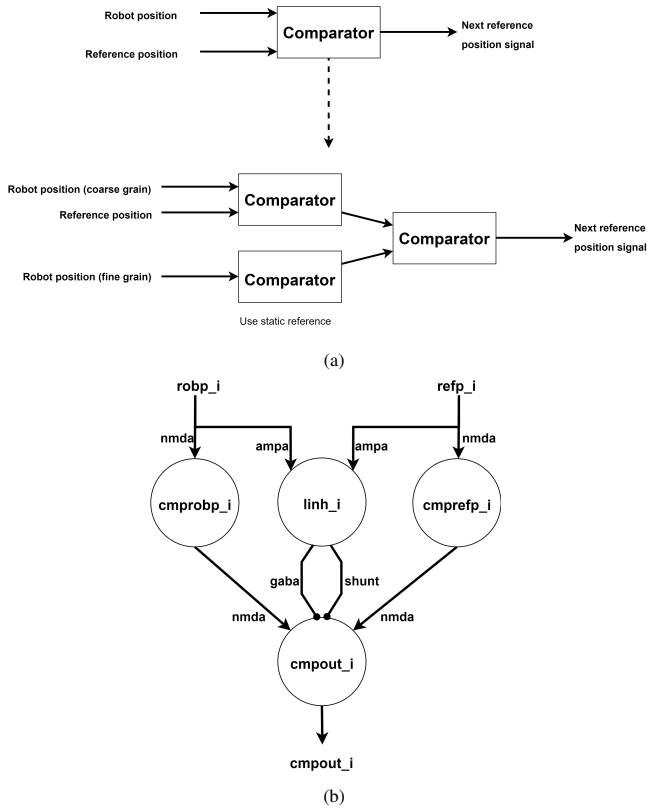 Robot position
Reference position
Comparator
Next reference
position signal
Robot position (coarse grain)
Reference position
Comparator
Robot position (fine grain)
Comparator
Use static reference
Comparator
Next reference
position signal
(a)
robp_i
refp_i
nmda
ampa
ampa
nmda
cmprobp_i
linh_i
cmprefp_i
gaba
shunt
nmda
nmda
cmpout_i
cmpout_i
(b)